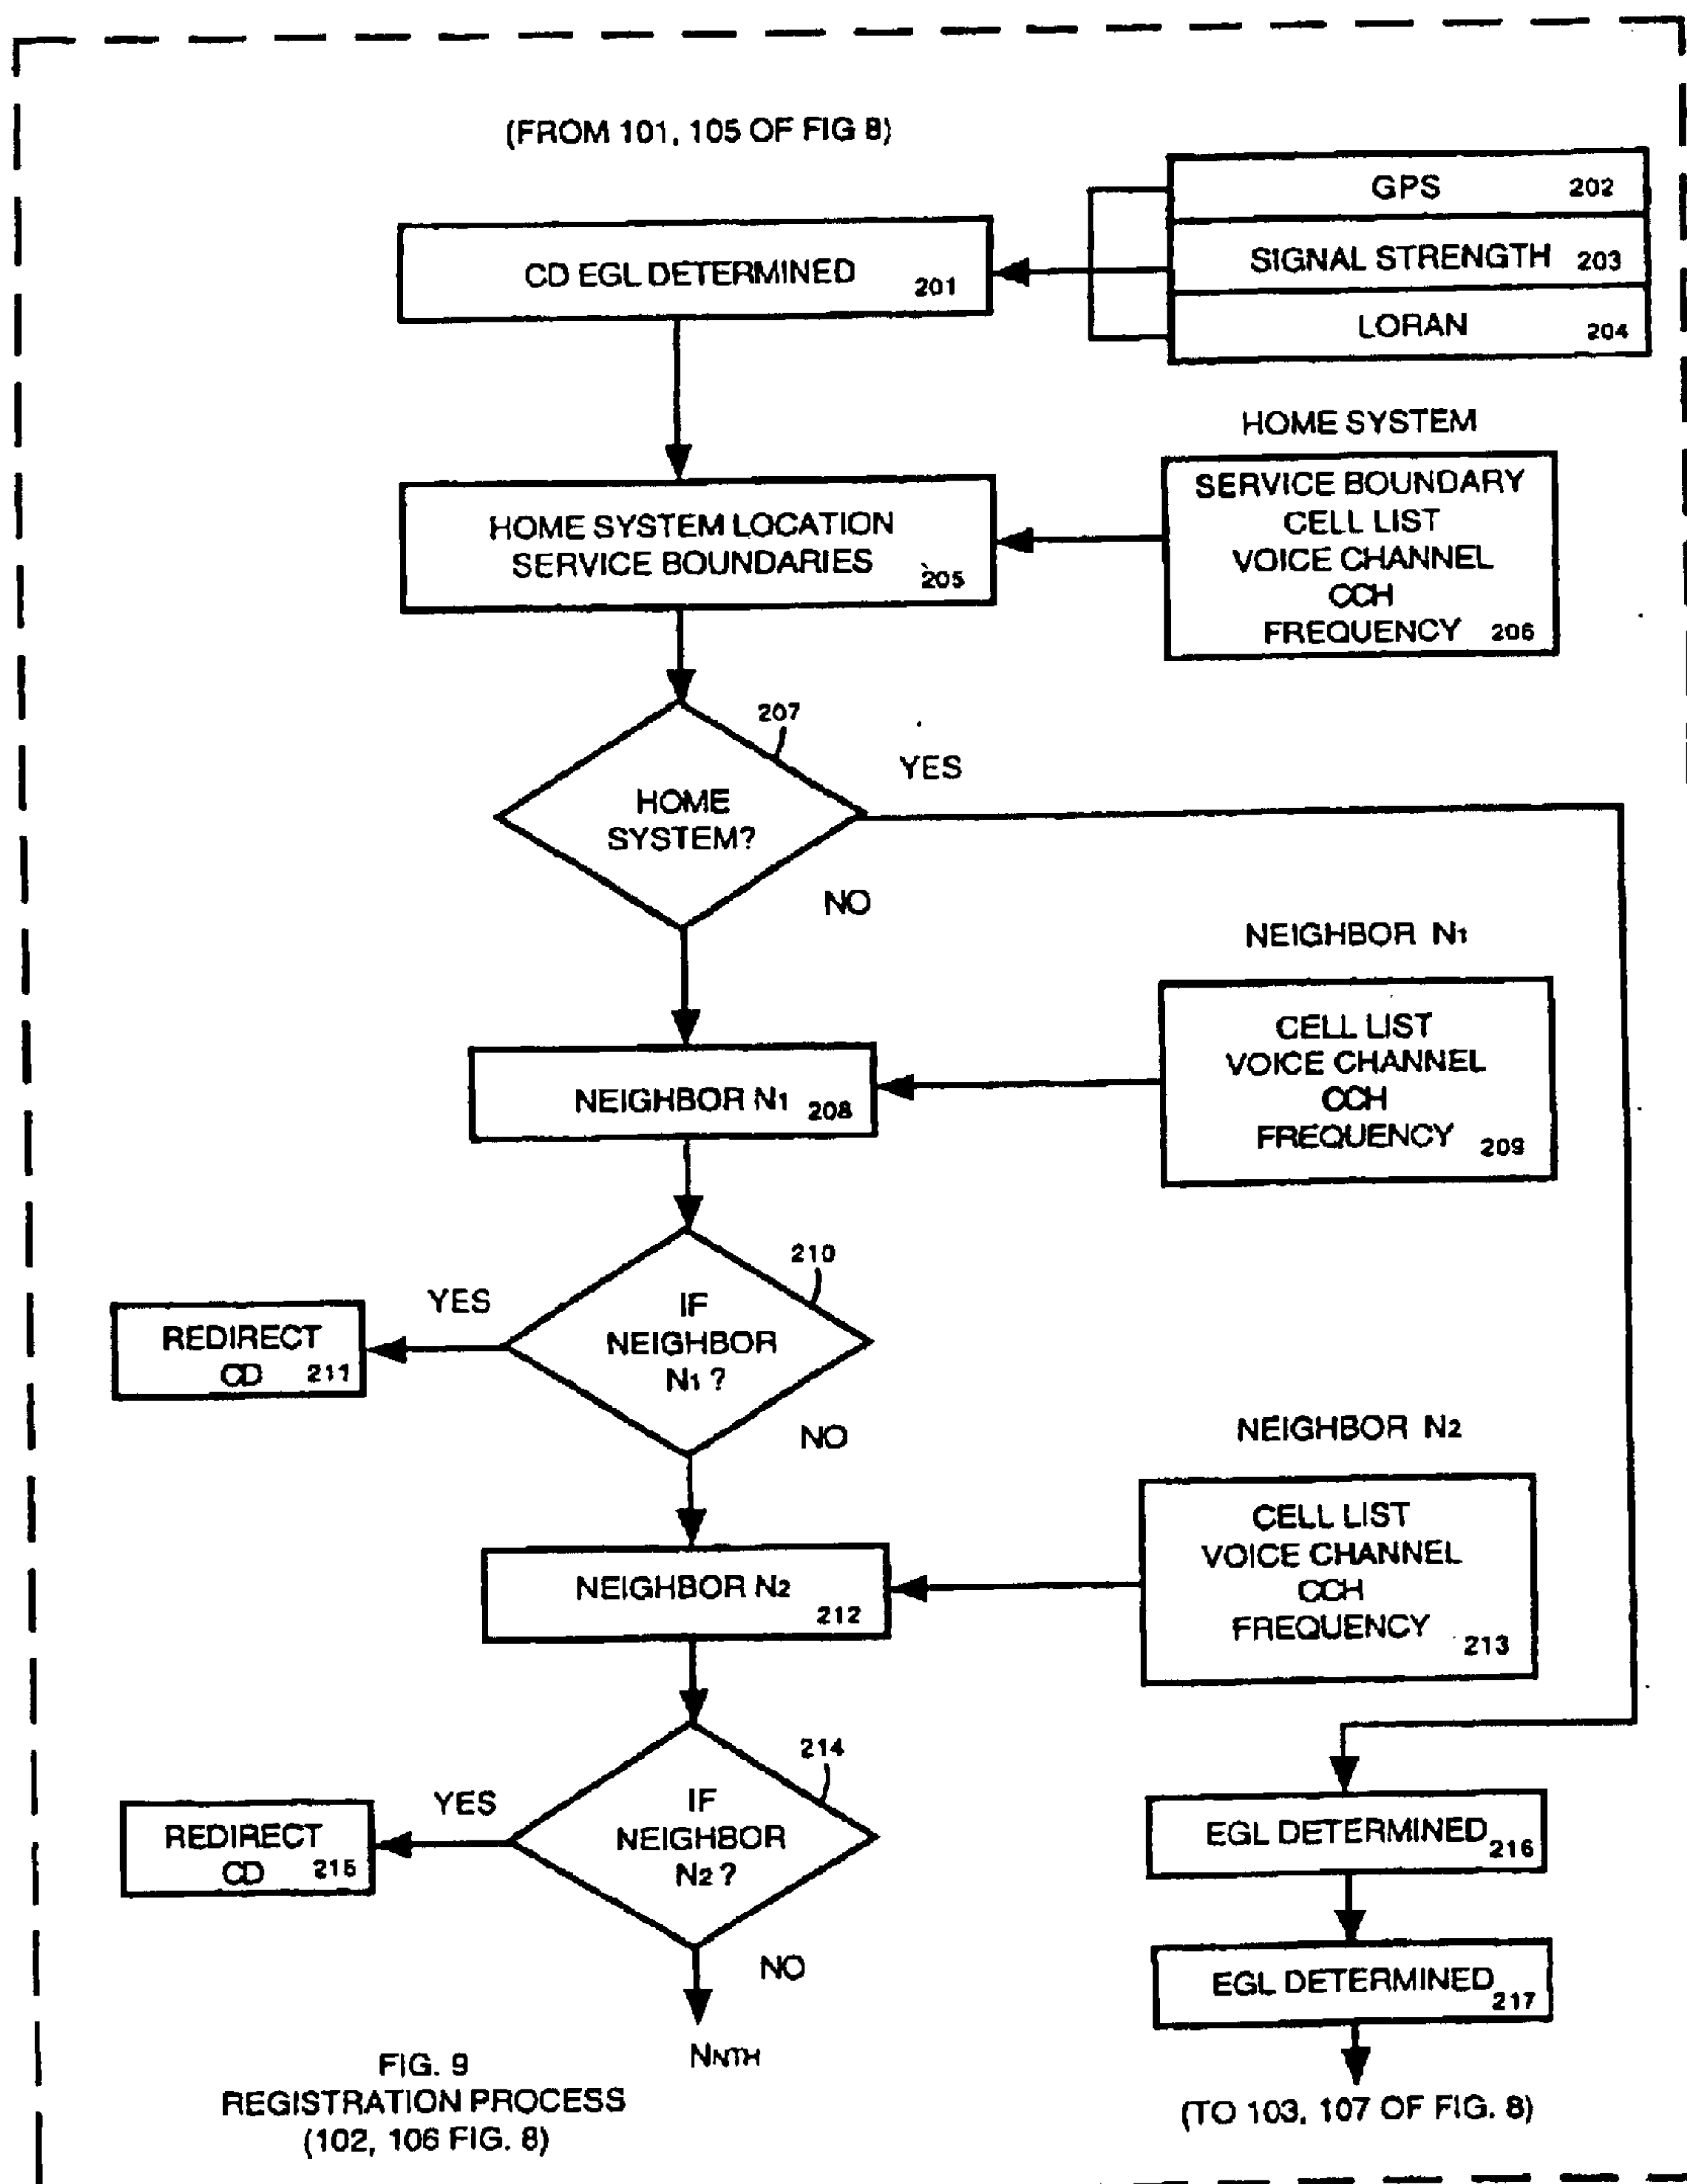 (FROM 101, 105 OF FIG 8)
GPS 202
SIGNAL STRENGTH 203
LORAN 204
CD EGL DETERMINED 201
HOME SYSTEM
SERVICE BOUNDARY
CELL LIST
VOICE CHANNEL
CCH
FREQUENCY 206
HOME SYSTEM LOCATION
SERVICE BOUNDARIES 205
207
YES
HOME
SYSTEM?
NO
NEIGHBOR N1
CELL LIST
VOICE CHANNEL
CCH
FREQUENCY 209
NEIGHBOR N1 208
210
YES
IF
NEIGHBOR
N1 ?
REDIRECT
CD 211
NO
NEIGHBOR N2
CELL LIST
VOICE CHANNEL
CCH
FREQUENCY 213
NEIGHBOR N2
212
214
YES
IF
NEIGHBOR
N2 ?
REDIRECT
CD 215
NO
NNTH
EGL DETERMINED 216
EGL DETERMINED 217
(TO 103, 107 OF FIG. 8)
FIG. 9
REGISTRATION PROCESS
(102, 106 FIG. 8)